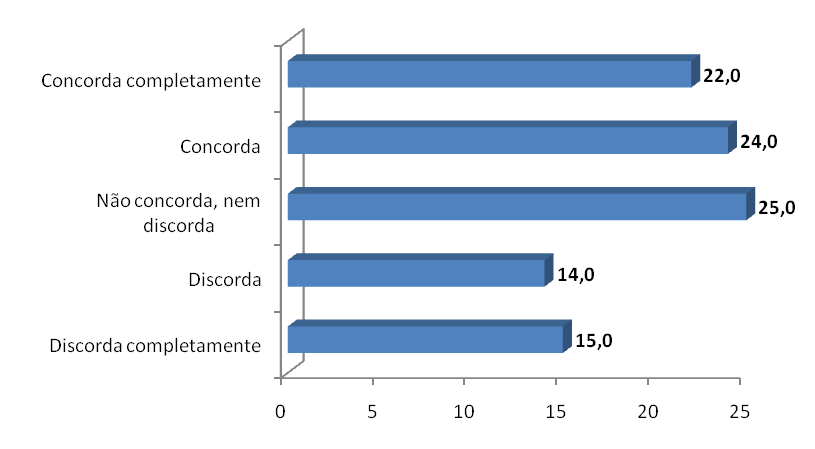 Concorda completamente
22,0
Concorda
24,0
Não concorda, nem
discorda
25,0
Discorda
14,0
Discorda completamente
15,0
0 5 10 15 20 25